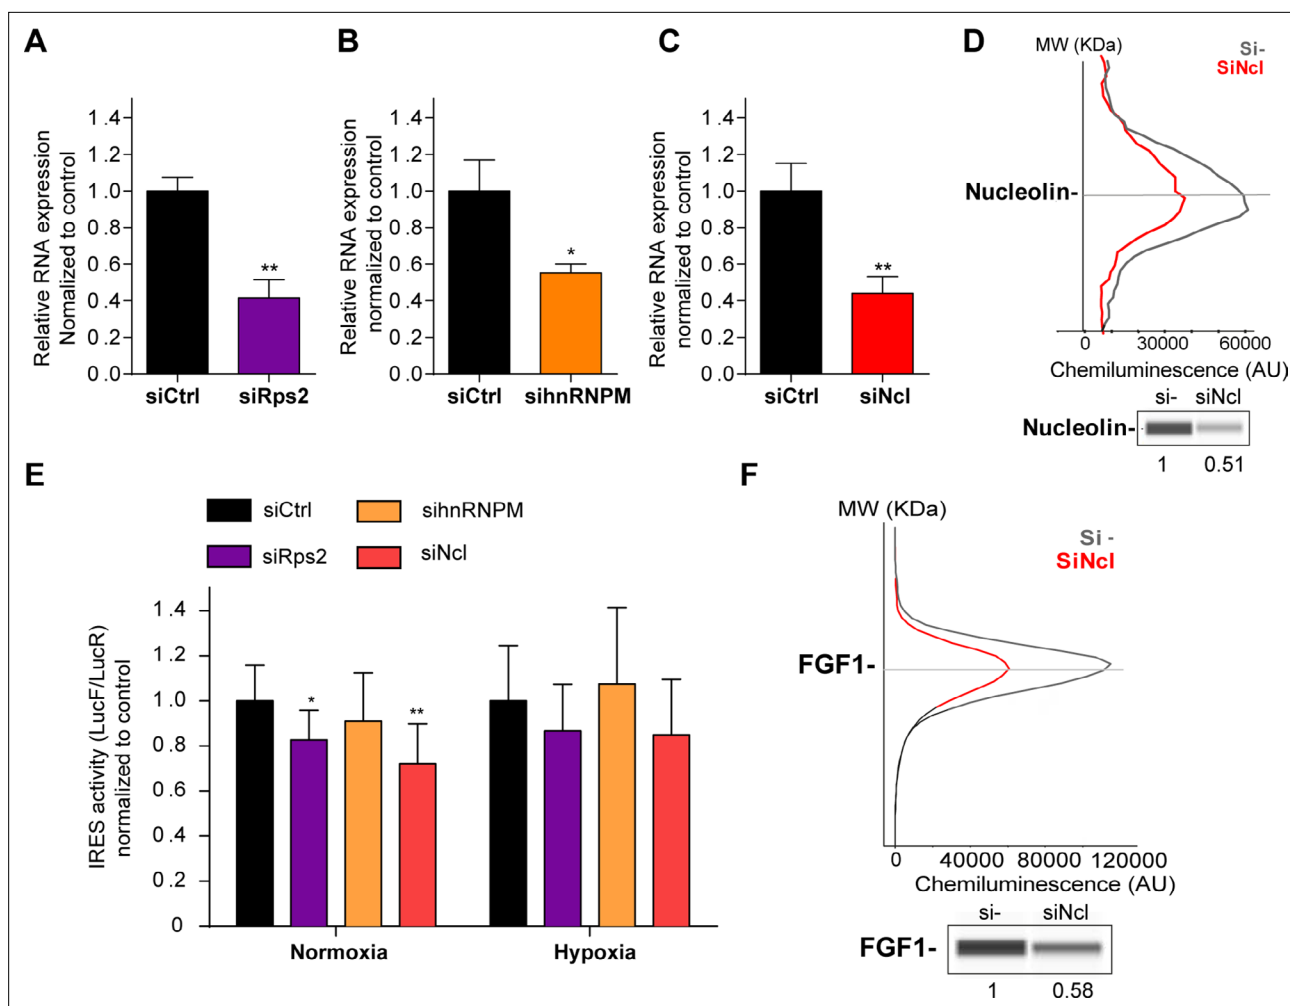 A
Relative RNA expression
Nomalized to control
1.4
1.2
1.0
0.8
0.6
0.4
0.2
0.0
**
siCtrl
siRps2
B
Relative RNA expression
normalized to control
1.4
1.2
1.0
0.8
0.6
0.4
0.2
0.0
*
siCtrl
sihnRNPM
C
Relative RNA expression
normalized to control
1.4
1.2
1.0
0.8
0.6
0.4
0.2
0.0
**
siCtrl
siNcl
D
MW (KDa)
Si-
SiNcl
Nucleolin-
0 30000 60000
Chemiluminescence (AU)
si- siNcl
Nucleolin-
1 0.51
E
siCtrl
sihnRNPM
siRps2
siNcl
IRES activity (LucF/LucR)
normalized to control
1.4
1.2
1.0
0.8
0.6
0.4
0.2
0
*
**
Normoxia
Hypoxia
F
MW (KDa)
Si -
SiNcl
FGF1-
0 40000 80000 120000
Chemiluminescence (AU)
si- siNcl
FGF1-
1 0.58